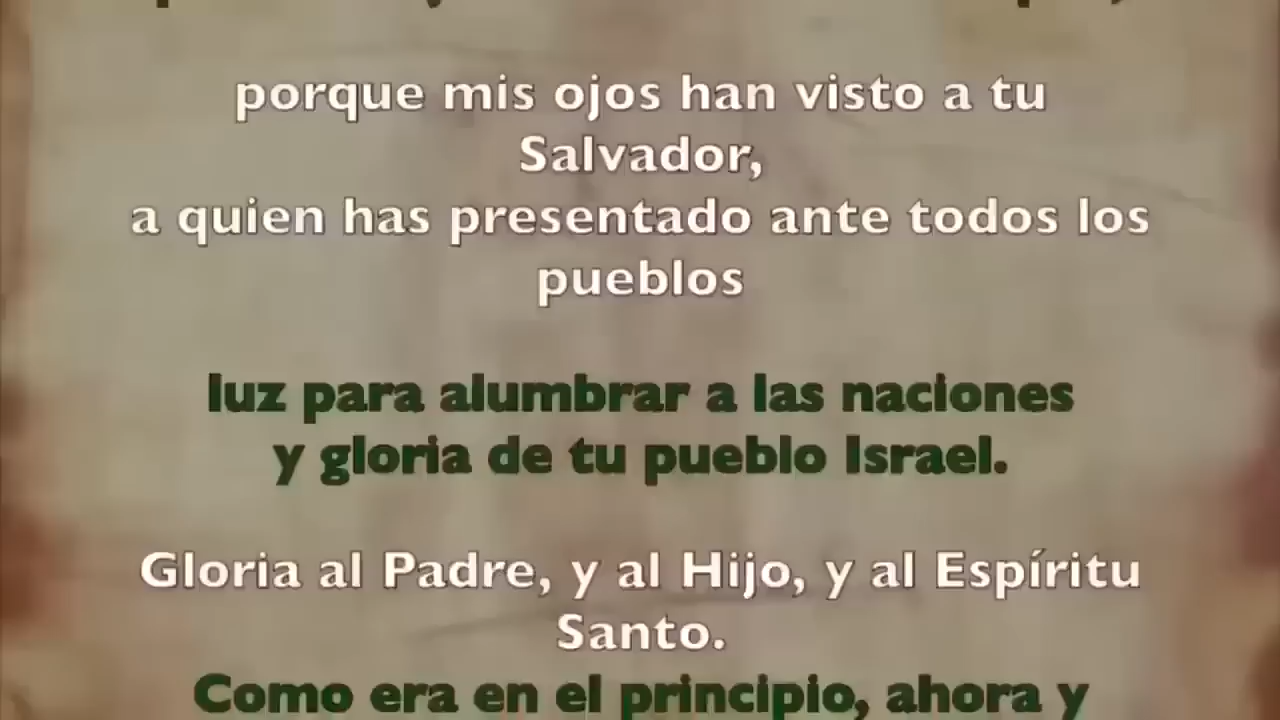 porque mis ojos han visto a tu
Salvador,
a quien has presentado ante todos los
pueblos
luz para alumbrar a las naciones
y gloria de tu pueblo Israel.
Gloria al Padre, y al Hijo, y al Espíritu
Santo.
Como era en el principio, ahora y